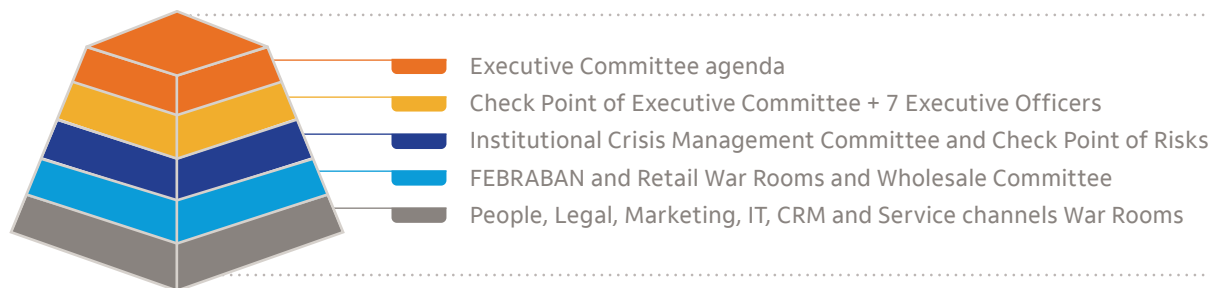 Executive Committee agenda
Check Point of Executive Committee + 7 Executive Officers
Institutional Crisis Management Committee and Check Point of Risks
FEBRABAN and Retail War Rooms and Wholesale Committee
People, Legal, Marketing, IT, CRM and Service channels War Rooms